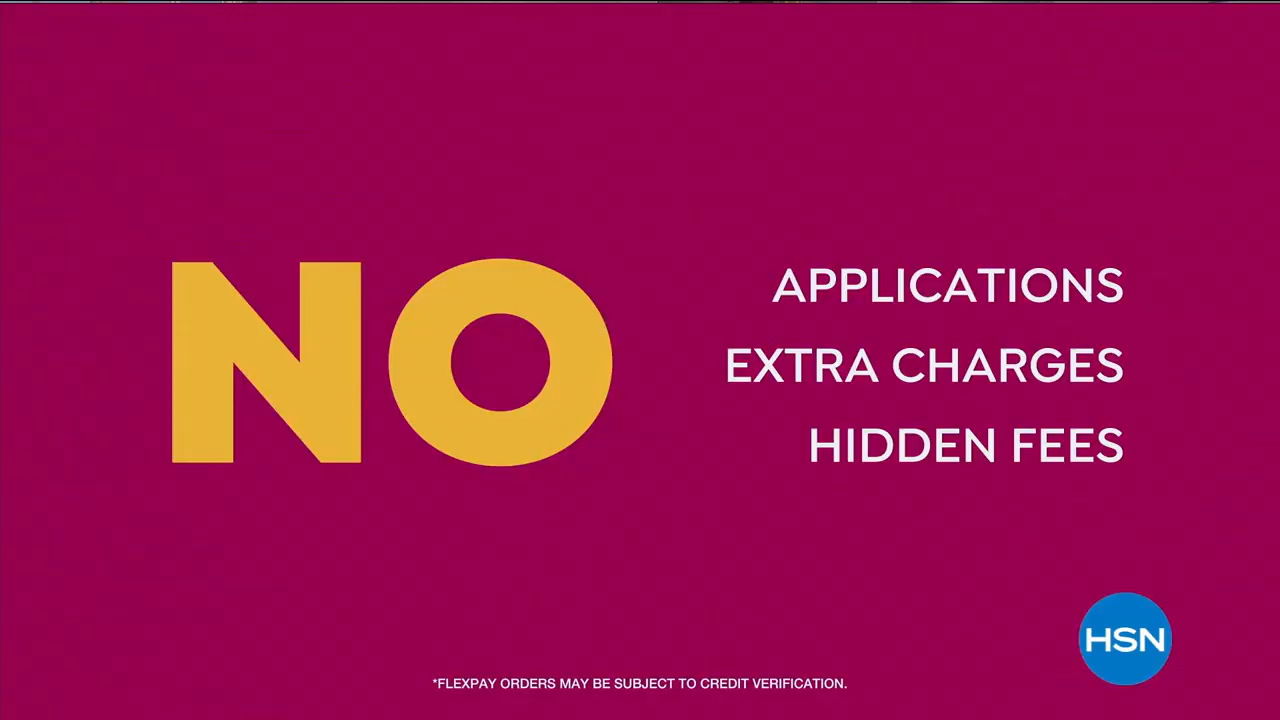 NO
APPLICATIONS
EXTRA CHARGES
HIDDEN FEES
HSN
*FLEXPAY ORDERS MAY BE SUBJECT TO CREDIT VERIFICATION.